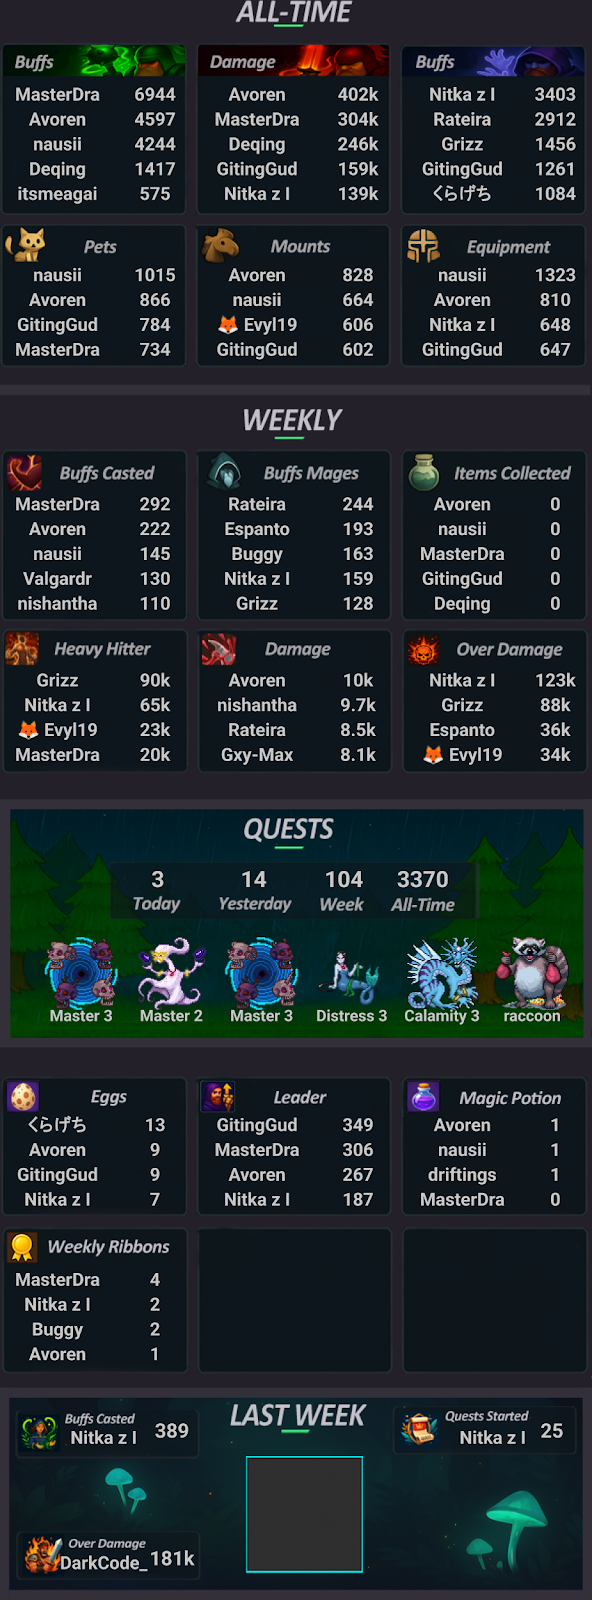 ALL-TIME
Buffs
MasterDra 6944
Avoren 4597
nausii 4244
Deqing 1417
itsmeagai 575
Damage
Avoren 402k
MasterDra 304k
Deqing 246k
GitingGud 159k
Nitka z l 139k
Buffs
Nitka z l 3403
Rateira 2912
Grizz 1456
GitingGud 1261
くらげち 1084
Pets
nausii 1015
Avoren 866
GitingGud 784
MasterDra 734
Mounts
Avoren 828
nausii 664
🦊 Evyl19 606
GitingGud 602
Equipment
nausii 1323
Avoren 810
Nitka z l 648
GitingGud 647
WEEKLY
Buffs Casted
MasterDra 292
Avoren 222
nausii 145
Valgardr 130
nishantha 110
Buffs Mages
Rateira 244
Espanto 193
Buggy 163
Nitka z l 159
Grizz 128
Items Collected
Avoren 0
nausii 0
MasterDra 0
GitingGud 0
Deqing 0
Heavy Hitter
Grizz 90k
Nitka z l 65k
🦊 Evyl19 23k
MasterDra 20k
Damage
Avoren 10k
nishantha 9.7k
Rateira 8.5k
Gxy-Max 8.1k
Over Damage
Nitka z l 123k
Grizz 88k
Espanto 36k
🦊 Evyl19 34k
QUESTS
3 14 104 3370
Today Yesterday Week All-Time
Master 3 Master 2 Master 3 Distress 3 Calamity 3 raccoon
Eggs
くらげち 13
Avoren 9
GitingGud 9
Nitka z l 7
Leader
GitingGud 349
MasterDra 306
Avoren 267
Nitka z l 187
Magic Potion
Avoren 1
nausii 1
driftings 1
MasterDra 0
Weekly Ribbons
MasterDra 4
Nitka z l 2
Buggy 2
Avoren 1
LAST WEEK
Buffs Casted
Nitka z l 389
Quests Started
Nitka z l 25
Over Damage
DarkCode_ 181k